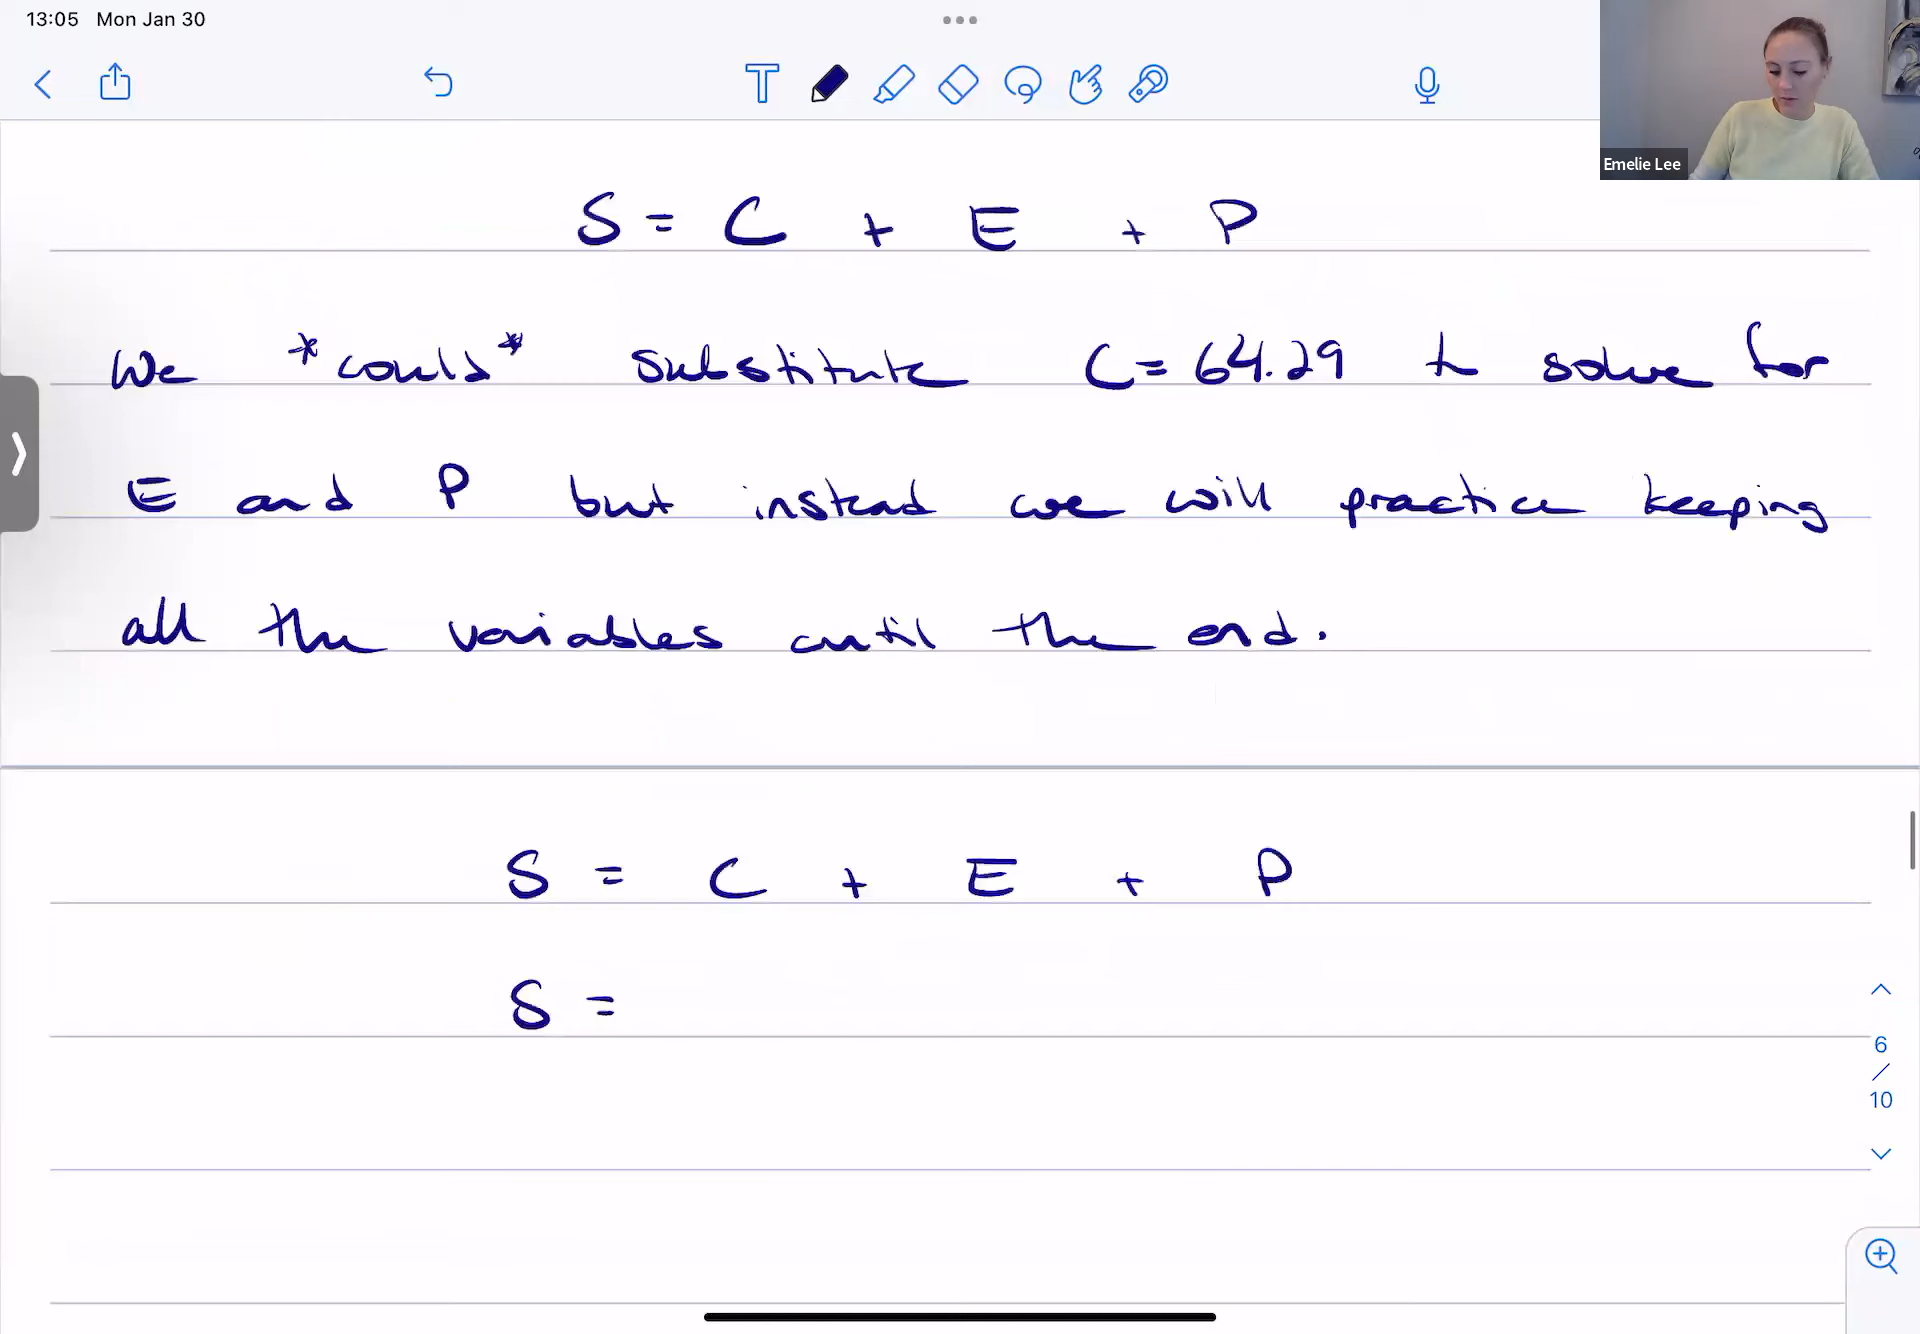 13:05 Mon Jan 30
Emelie Lee
S = C + E + P
We *could* substitute C = 64.29 to solve for
E and P but instead we will practice keeping
all the variables until the end.
S = C + E + P
S =
6
/
10